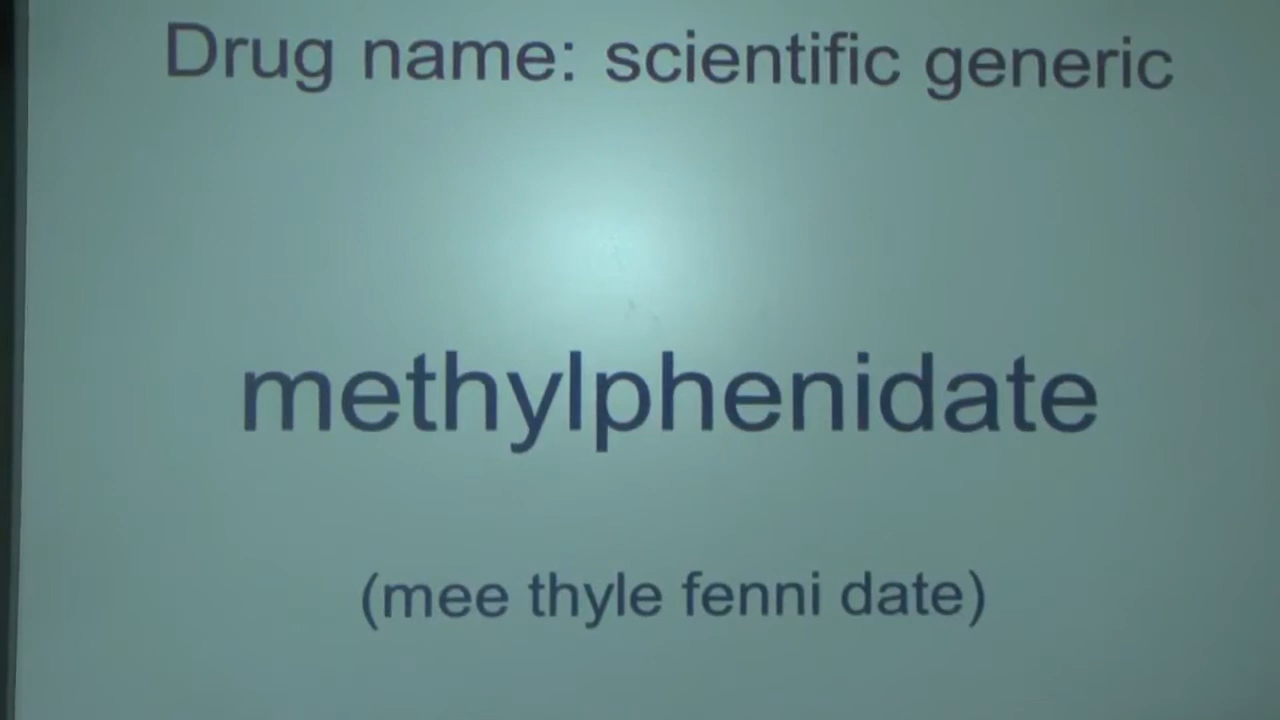 Drug name: scientific generic
methylphenidate
(mee thyle fenni date)